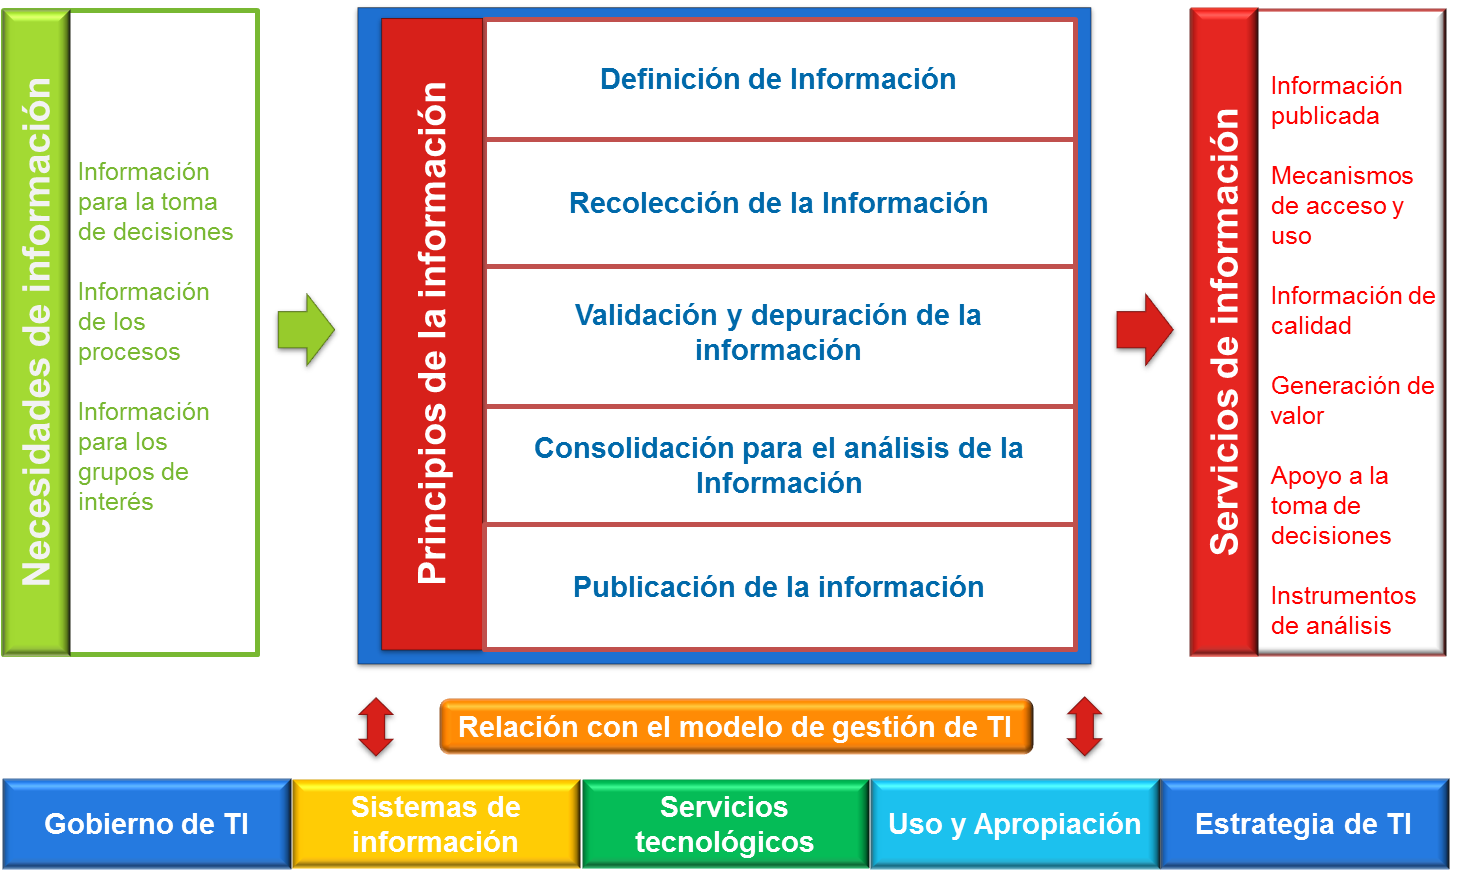 Necesidades de información
Información
para la toma
de decisiones
Información
de los
procesos
Información
para los
grupos de
interés
Principios de la información
Definición de Información
Recolección de la Información
Validación y depuración de la
información
Consolidación para el análisis de la
Información
Publicación de la información
Servicios de información
Información
publicada
Mecanismos
de acceso y
uso
Información de
calidad
Generación de
valor
Apoyo a la
toma de
decisiones
Instrumentos
de análisis
Relación con el modelo de gestión de TI
Gobierno de TI
Sistemas de
información
Servicios
tecnológicos
Uso y Apropiación
Estrategia de TI